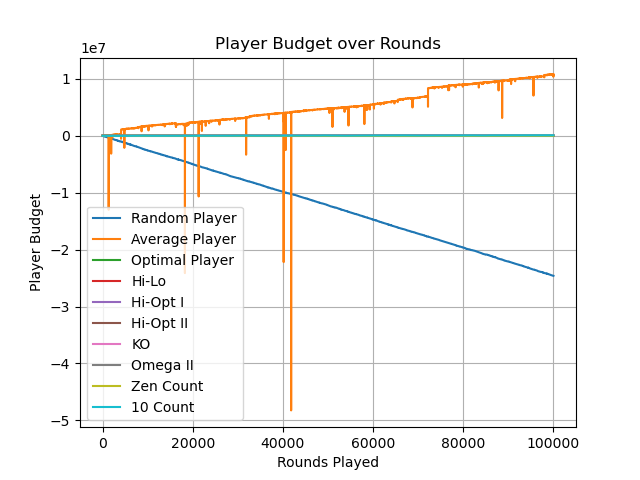 Player Budget over Rounds
1e7
1
0
−1
−2
−3
−4
−5
Player Budget
Random Player
Average Player
Optimal Player
Hi-Lo
Hi-Opt I
Hi-Opt II
KO
Omega II
Zen Count
10 Count
0
20000
40000
60000
80000
100000
Rounds Played